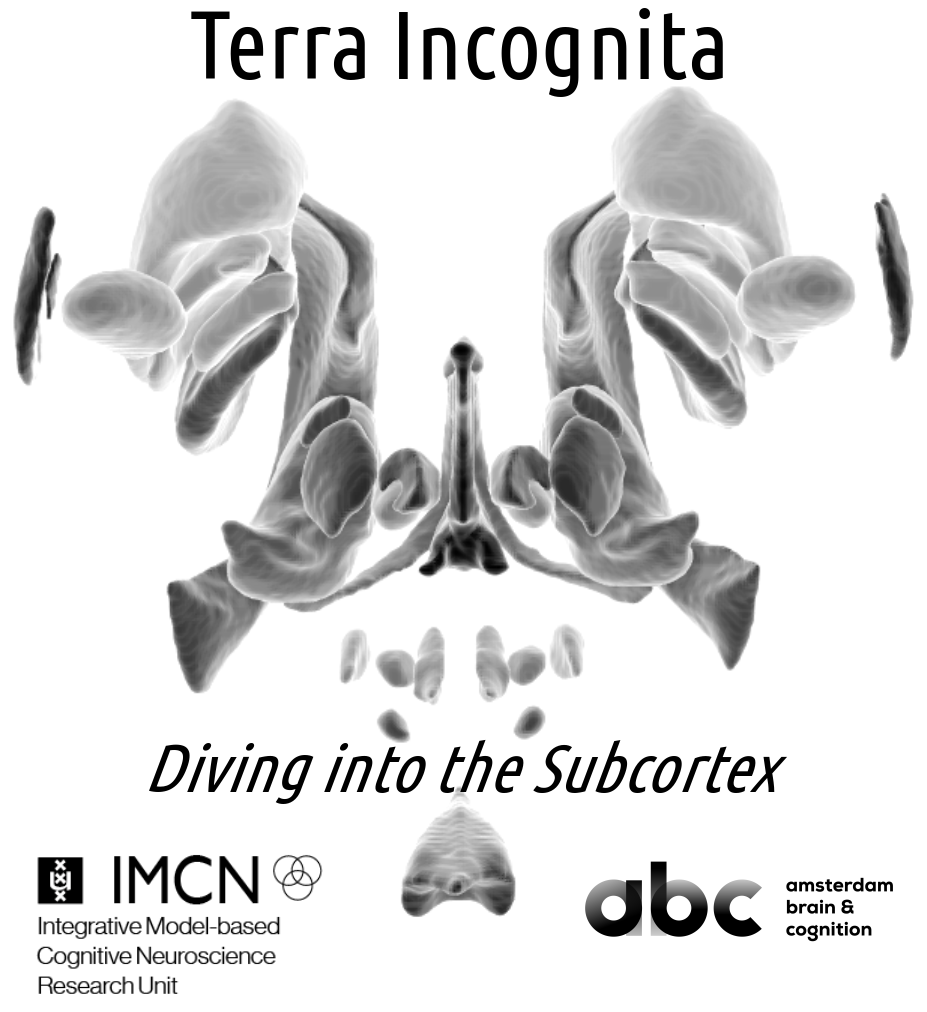 Terra Incognita
Diving into the Subcortex
IMCN
Integrative Model-based
Cognitive Neuroscience
Research Unit
abc
amsterdam
brain &
cognition